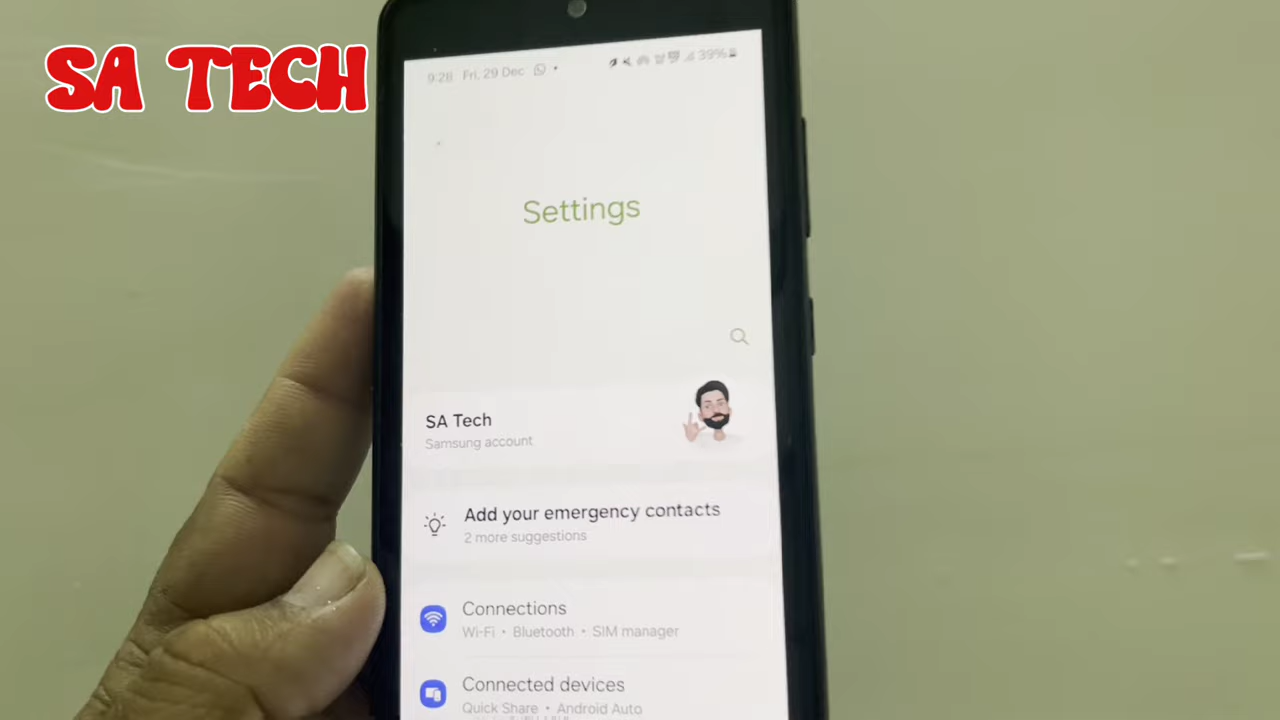 SA TECH
9:28 Fri, 29 Dec
39%
Settings
SA Tech
Samsung account
Add your emergency contacts
2 more suggestions
Connections
Wi-Fi • Bluetooth • SIM manager
Connected devices
Quick Share • Android Auto